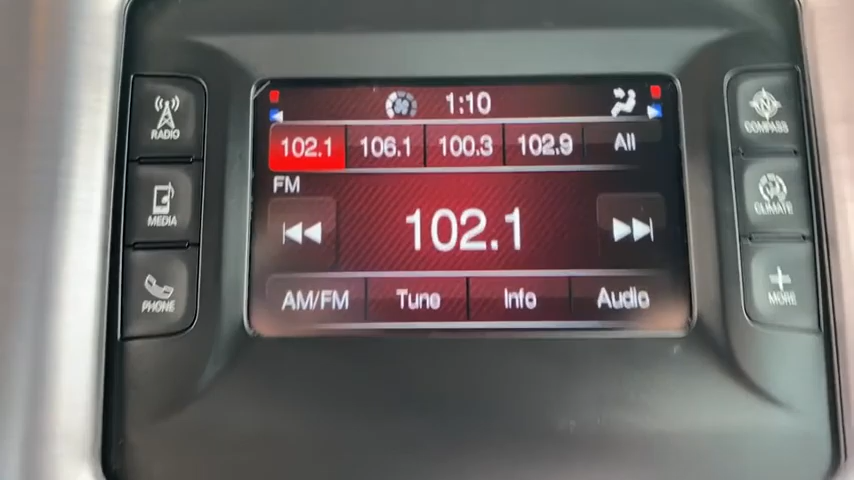 1:10
102.1 106.1 100.3 102.9 All
FM
102.1
AM/FM Tune Info Audio
RADIO
MEDIA
PHONE
COMPASS
CLIMATE
MORE